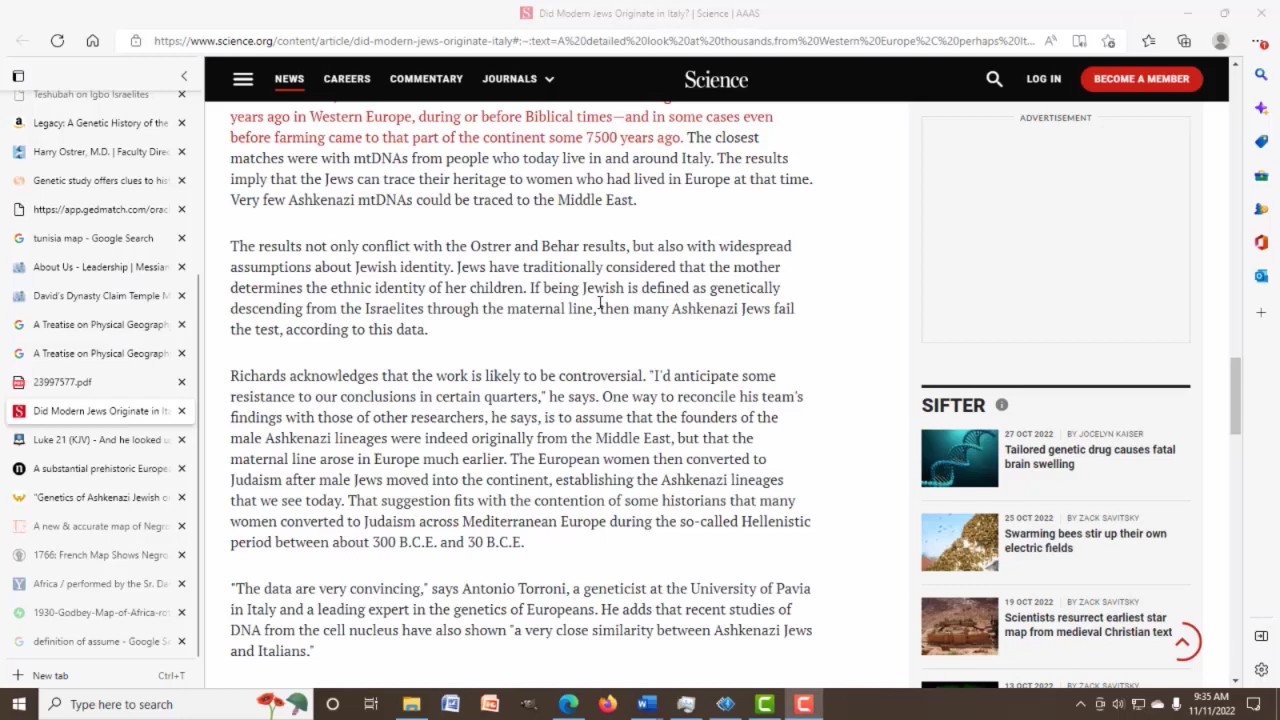 Did Modern Jews Originate in Italy? | Science | AAAS
https://www.science.org/content/article/did-modern-jews-originate-italy#:~:text=A%20detailed%20look%20at%20thousands.from%20Western%20Europe%2C%20perhaps%20It...
NEWS CAREERS COMMENTARY JOURNALS Science LOG IN BECOME A MEMBER
Teshubah on Igbo Israelites
Legacy: A Genetic History of the
Harry Ostrer, M.D. | Faculty Direc
Genetic study offers clues to his
https://app.gedmatch.com/orac
tunisia map - Google Search
About Us - Leadership | Messian
David's Dynasty Claim Temple M
A Treatise on Physical Geograph
A Treatise on Physical Geograph
23997577.pdf
Did Modern Jews Originate in Ita
Luke 21 (KJV) - And he looked u
A substantial prehistoric Europea
"Genetics of Ashkenazi Jewish o
A new & accurate map of Negro
1766: French Map Shows Negro
Africa / performed by the Sr. Da
1930-Godbey-Map-of-Africa-ro
definition of assume - Google Se
New tab Ctrl+T
years ago in Western Europe, during or before Biblical times—and in some cases even
before farming came to that part of the continent some 7500 years ago. The closest
matches were with mtDNAs from people who today live in and around Italy. The results
imply that the Jews can trace their heritage to women who had lived in Europe at that time.
Very few Ashkenazi mtDNAs could be traced to the Middle East.
The results not only conflict with the Ostrer and Behar results, but also with widespread
assumptions about Jewish identity. Jews have traditionally considered that the mother
determines the ethnic identity of her children. If being Jewish is defined as genetically
descending from the Israelites through the maternal line, then many Ashkenazi Jews fail
the test, according to this data.
Richards acknowledges that the work is likely to be controversial. "I'd anticipate some
resistance to our conclusions in certain quarters," he says. One way to reconcile his team's
findings with those of other researchers, he says, is to assume that the founders of the
male Ashkenazi lineages were indeed originally from the Middle East, but that the
maternal line arose in Europe much earlier. The European women then converted to
Judaism after male Jews moved into the continent, establishing the Ashkenazi lineages
that we see today. That suggestion fits with the contention of some historians that many
women converted to Judaism across Mediterranean Europe during the so-called Hellenistic
period between about 300 B.C.E. and 30 B.C.E.
"The data are very convincing," says Antonio Torroni, a geneticist at the University of Pavia
in Italy and a leading expert in the genetics of Europeans. He adds that recent studies of
DNA from the cell nucleus have also shown "a very close similarity between Ashkenazi Jews
and Italians."
ADVERTISEMENT
SIFTER
27 OCT 2022 | BY JOCELYN KAISER
Tailored genetic drug causes fatal
brain swelling
25 OCT 2022 | BY ZACK SAVITSKY
Swarming bees stir up their own
electric fields
19 OCT 2022 | BY ZACK SAVITSKY
Scientists resurrect earliest star
map from medieval Christian text
13 OCT 2022 | BY ZACK SAVITSKY
Type here to search
9:35 AM
11/11/2022